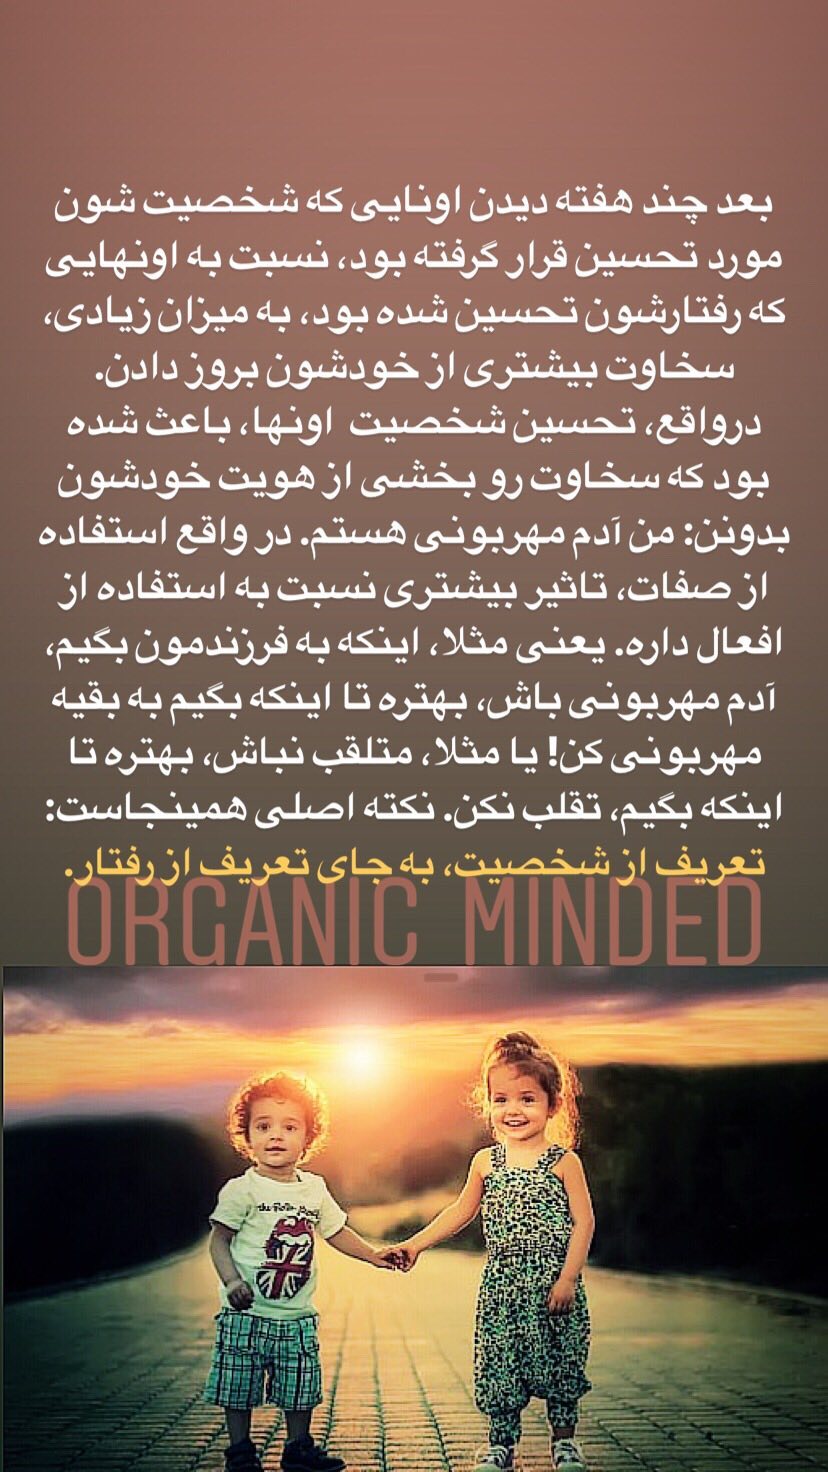 بعد چند هفته دیدن اونایی که شخصیت شون
مورد تحسین قرار گرفته بود، نسبت به اونهایی
که رفتارشون تحسین شده بود، به میزان زیادی،
سخاوت بیشتری از خودشون بروز دادن.
درواقع، تحسین شخصیت اونها، باعث شده
بود که سخاوت رو بخشی از هویت خودشون
بدونن: من آدم مهربونی هستم. در واقع استفاده
از صفات، تاثیر بیشتری نسبت به استفاده از
افعال داره. یعنی مثلا، اینکه به فرزندمون بگیم،
آدم مهربونی باش، بهتره تا اینکه بگیم به بقیه
مهربونی کن! یا مثلا، متلقب نباش، بهتره تا
اینکه بگیم، تقلب نکن. نکته اصلی همینجاست:
تعریف از شخصیت، به جای تعریف از رفتار.
ORGANIC_MINDED